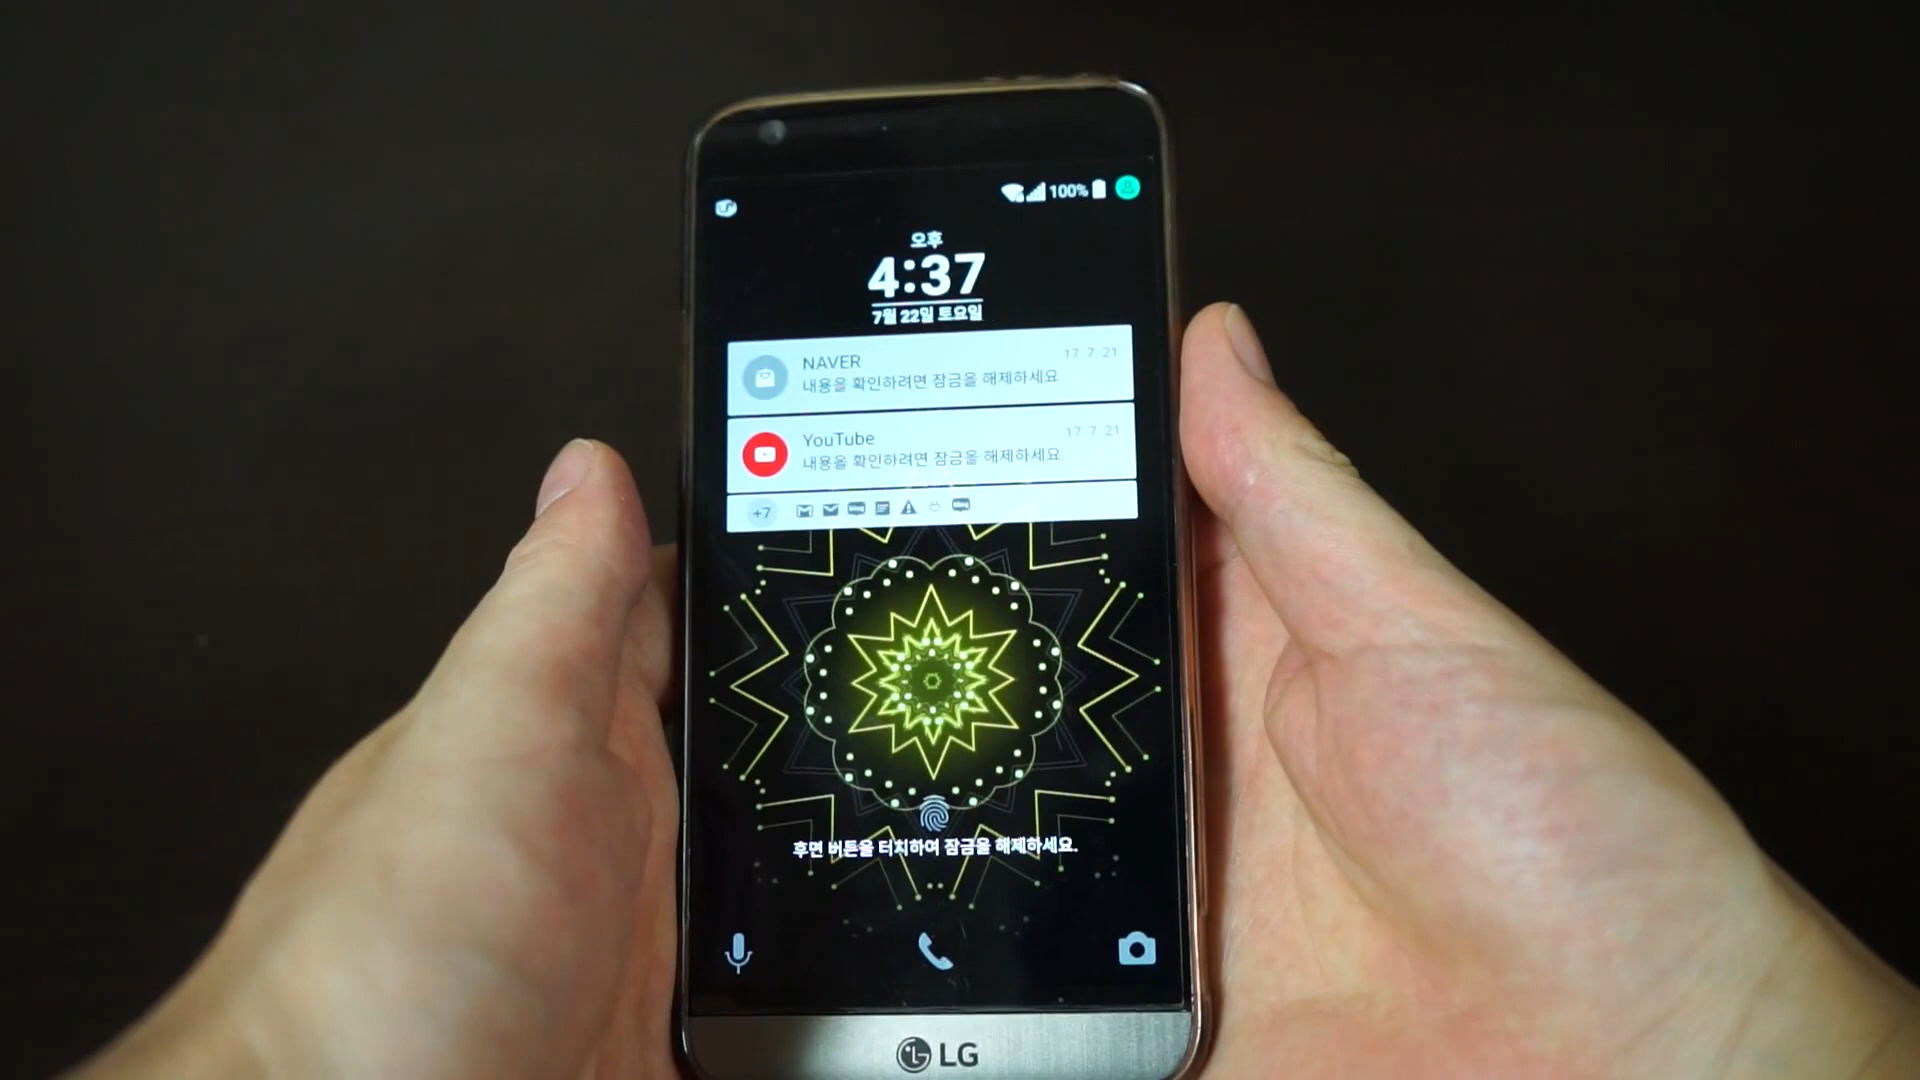 100%
오후
4:37
7월 22일 토요일
NAVER
17. 7. 21.
내용을 확인하려면 잠금을 해제하세요.
YouTube
17. 7. 21.
내용을 확인하려면 잠금을 해제하세요.
+7
후면 버튼을 터치하여 잠금을 해제하세요.
LG